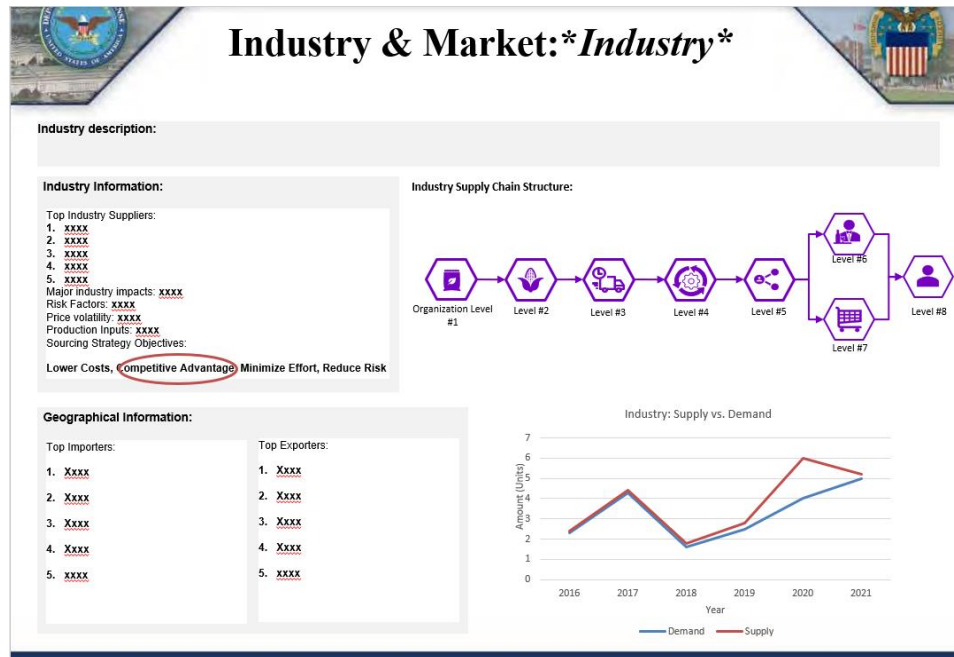 Industry & Market:*Industry*
Industry description:
Industry Information:
Top Industry Suppliers:
1. xxxx
2. xxxx
3. xxxx
4. xxxx
5. xxxx
Major industry impacts: xxxx
Risk Factors: xxxx
Price volatility: xxxx
Production Inputs: xxxx
Sourcing Strategy Objectives:
Lower Costs, Competitive Advantage, Minimize Effort, Reduce Risk
Industry Supply Chain Structure:
Organization Level
#1
Level #2
Level #3
Level #4
Level #5
Level #6
Level #7
Level #8
Geographical Information:
Top Importers:
1. Xxxx
2. Xxxx
3. Xxxx
4. Xxxx
5. xxxx
Top Exporters:
1. Xxxx
2. Xxxx
3. Xxxx
4. Xxxx
5. xxxx
Industry: Supply vs. Demand
Amount (Units)
7
6
5
4
3
2
1
0
2016 2017 2018 2019 2020 2021
Year
Demand Supply
UNITED STATES OF AMERICA